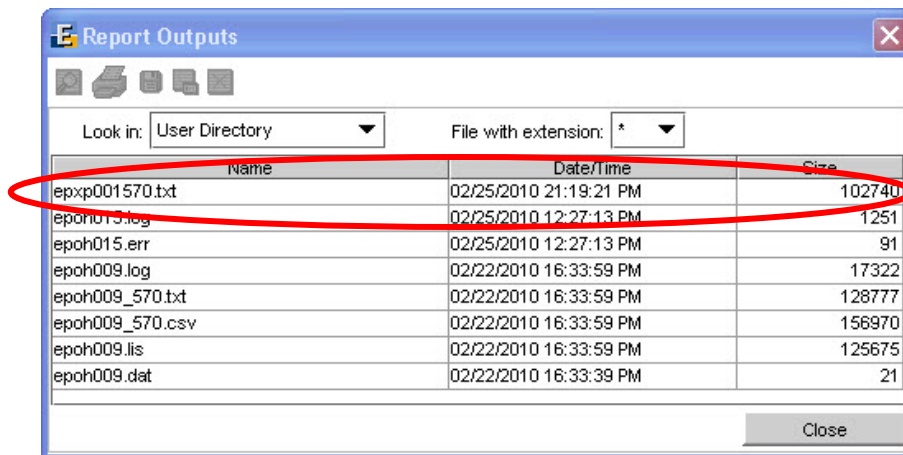 E Report Outputs
Look in: User Directory File with extension: *
Name Date/Time Size
epxp001570.txt 02/25/2010 21:19:21 PM 102740
epoh015.log 02/25/2010 12:27:13 PM 1251
epoh015.err 02/25/2010 12:27:13 PM 91
epoh009.log 02/22/2010 16:33:59 PM 17322
epoh009_570.txt 02/22/2010 16:33:59 PM 128777
epoh009_570.csv 02/22/2010 16:33:59 PM 156970
epoh009.lis 02/22/2010 16:33:59 PM 125675
epoh009.dat 02/22/2010 16:33:39 PM 21
Close